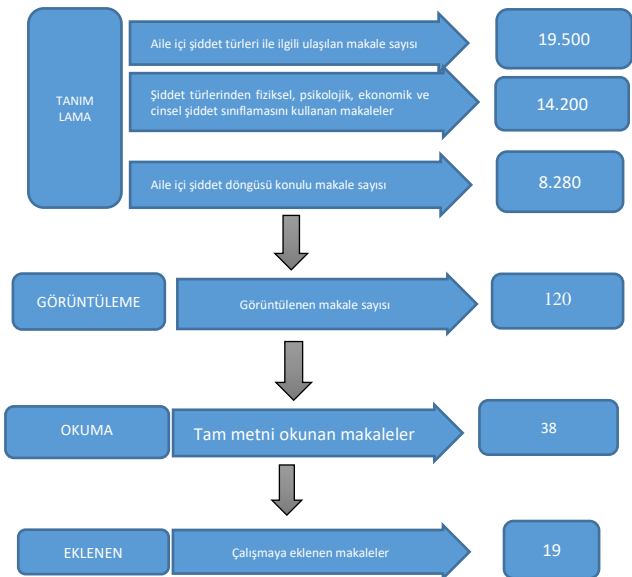 TANIM
LAMA
Aile içi şiddet türleri ile ilgili ulaşılan makale sayısı
19.500
Şiddet türlerinden fiziksel, psikolojik, ekonomik ve
cinsel şiddet sınıflamasını kullanan makaleler
14.200
Aile içi şiddet döngüsü konulu makale sayısı
8.280
GÖRÜNTÜLEME
Görüntülenen makale sayısı
120
OKUMA
Tam metni okunan makaleler
38
EKLENEN
Çalışmaya eklenen makaleler
19